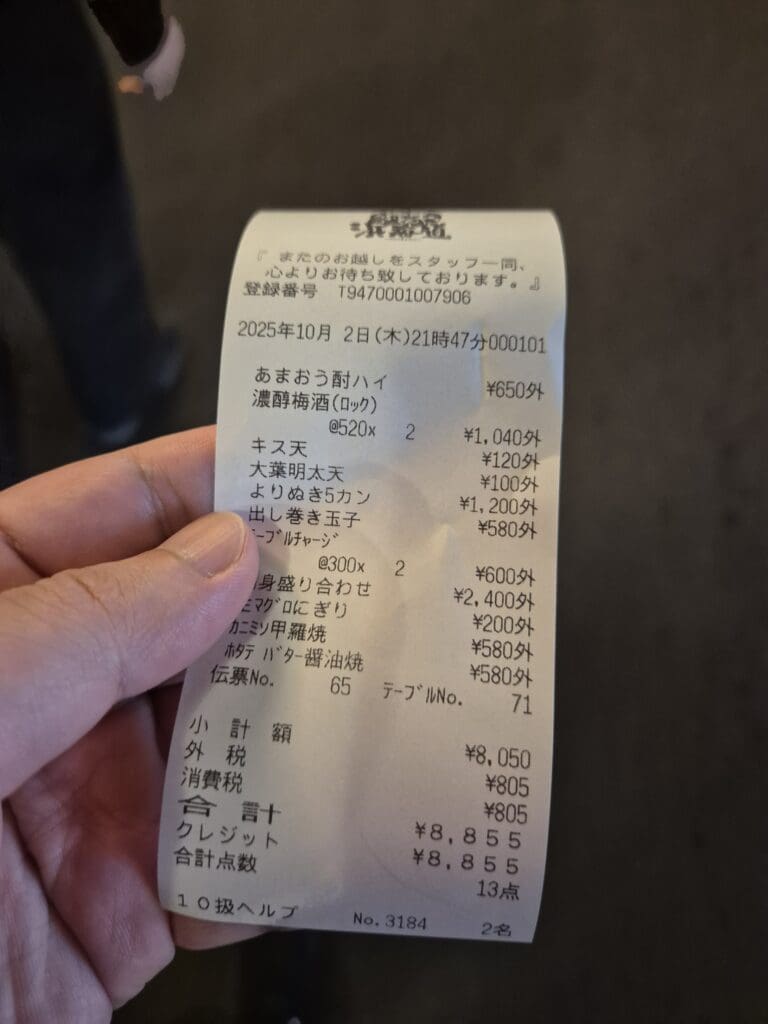 『 またのお越しをスタッフ一同、
心よりお待ち致しております。』
登録番号 T9470001007906
2025年10月 2日(木)21時47分000101
あまおう酎ハイ ¥650外
濃醇梅酒(ﾛｯｸ)
@520x 2 ¥1,040外
キス天 ¥120外
大葉明太天 ¥100外
よりぬき5カン ¥1,200外
出し巻き玉子 ¥580外
ｰﾌﾞﾙﾁｬｰｼﾞ
@300x 2 ¥600外
身盛り合わせ ¥2,400外
ﾏｸﾞﾛにぎり ¥200外
ｶﾆﾐｿ甲羅焼 ¥580外
ﾎﾀﾃ ﾊﾞﾀｰ醤油焼 ¥580外
伝票No. 65 ﾃｰﾌﾞﾙNo. 71
小 計 額 ¥8,050
外 税 ¥805
消費税 ¥805
合 計 ¥8,855
クレジット ¥8,855
合計点数 13点
10扱ヘルプ No.3184 2名